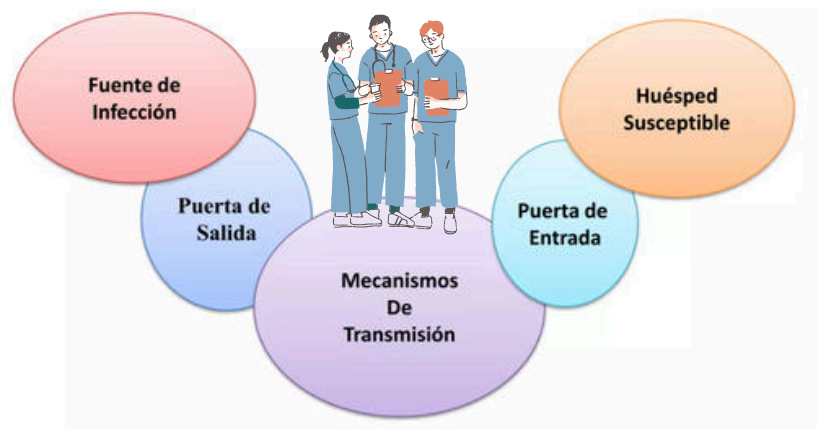 Fuente de
Infección
Puerta de
Salida
Mecanismos
De
Transmisión
Puerta de
Entrada
Huésped
Susceptible